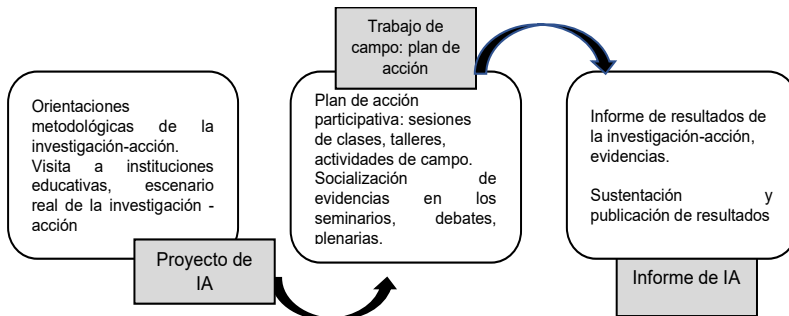 Orientaciones
metodológicas de la
investigación-acción.
Visita a instituciones
educativas, escenario
real de la investigación -
acción
Proyecto de
IA
Trabajo de
campo: plan de
acción
Plan de acción
participativa: sesiones
de clases, talleres,
actividades de campo.
Socialización de
evidencias en los
seminarios, debates,
plenarias.
Informe de resultados de
la investigación-acción,
evidencias.
Sustentación y
publicación de resultados
Informe de IA